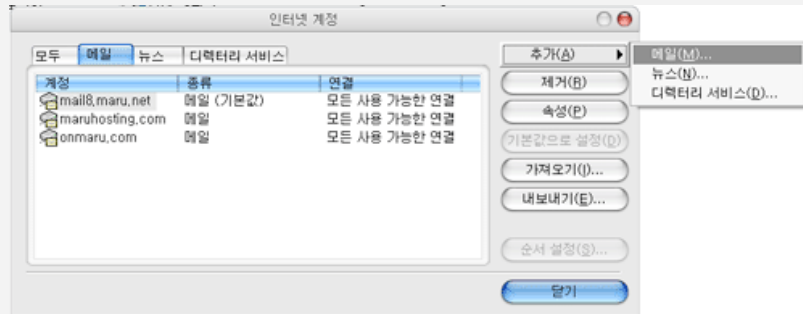 인터넷 계정
모두 메일 뉴스 디렉터리 서비스
계정 종류 연결
mail8.maru.net 메일 (기본값) 모든 사용 가능한 연결
maruhosting.com 메일 모든 사용 가능한 연결
onmaru.com 메일 모든 사용 가능한 연결
추가(A)
제거(R)
속성(P)
기본값으로 설정(D)
가져오기(I)...
내보내기(E)...
순서 설정(S)...
닫기
메일(M)...
뉴스(N)...
디렉터리 서비스(D)...